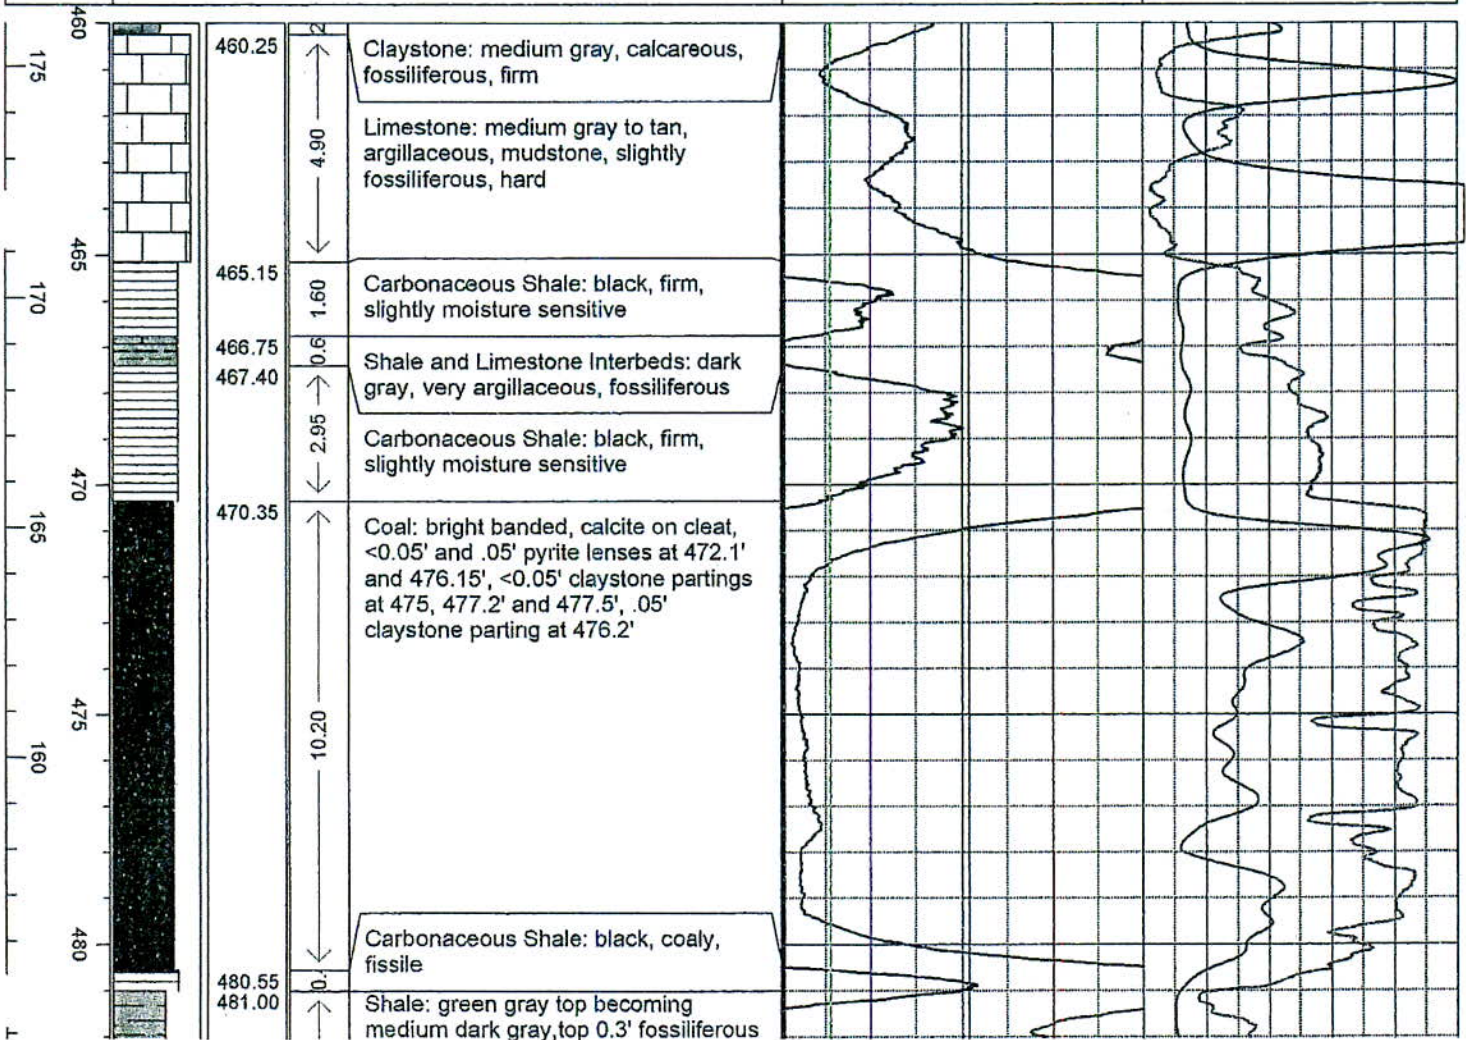 460
175
2
460.25
Claystone: medium gray, calcareous,
fossiliferous, firm
4.90
Limestone: medium gray to tan,
argillaceous, mudstone, slightly
fossiliferous, hard
465
465.15
1.60
Carbonaceous Shale: black, firm,
slightly moisture sensitive
170
466.75
0.6
Shale and Limestone Interbeds: dark
gray, very argillaceous, fossiliferous
467.40
2.95
Carbonaceous Shale: black, firm,
slightly moisture sensitive
470
470.35
165
Coal: bright banded, calcite on cleat,
<0.05' and .05' pyrite lenses at 472.1'
and 476.15', <0.05' claystone partings
at 475, 477.2' and 477.5', .05'
claystone parting at 476.2'
475
10.20
160
480
Carbonaceous Shale: black, coaly,
fissile
480.55
0.
481.00
Shale: green gray top becoming
medium dark gray,top 0.3' fossiliferous